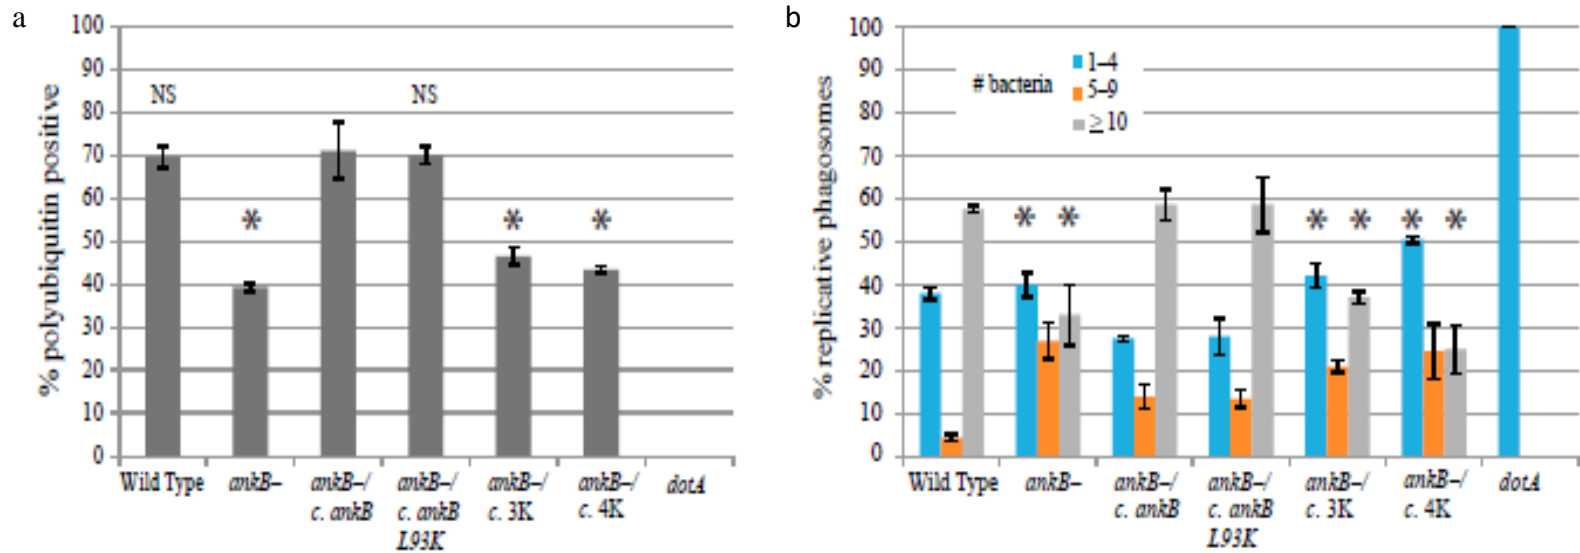 a
% polyubiquitin positive
100
90
80
70
60
50
40
30
20
10
0
NS
NS
*
*
*
Wild Type
ankB–
ankB–/
c. ankB
ankB–/
c. ankB
L93K
ankB–/
c. 3K
ankB–/
c. 4K
dotA
b
% replicative phagosomes
100
90
80
70
60
50
40
30
20
10
0
# bacteria
1–4
5–9
≥ 10
* *
* *
* *
Wild Type
ankB–
ankB–/
c. ankB
ankB–/
c. ankB
L93K
ankB–/
c. 3K
ankB–/
c. 4K
dotA